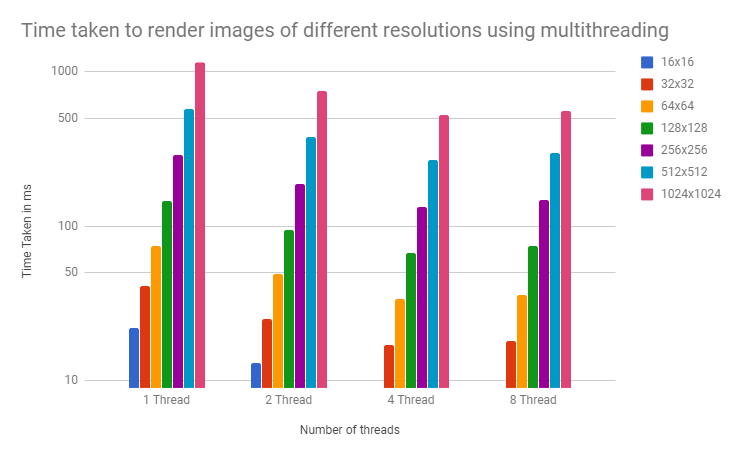 Time taken to render images of different resolutions using multithreading
1000
500
100
50
10
Time Taken in ms
1 Thread
2 Thread
4 Thread
8 Thread
Number of threads
16x16
32x32
64x64
128x128
256x256
512x512
1024x1024